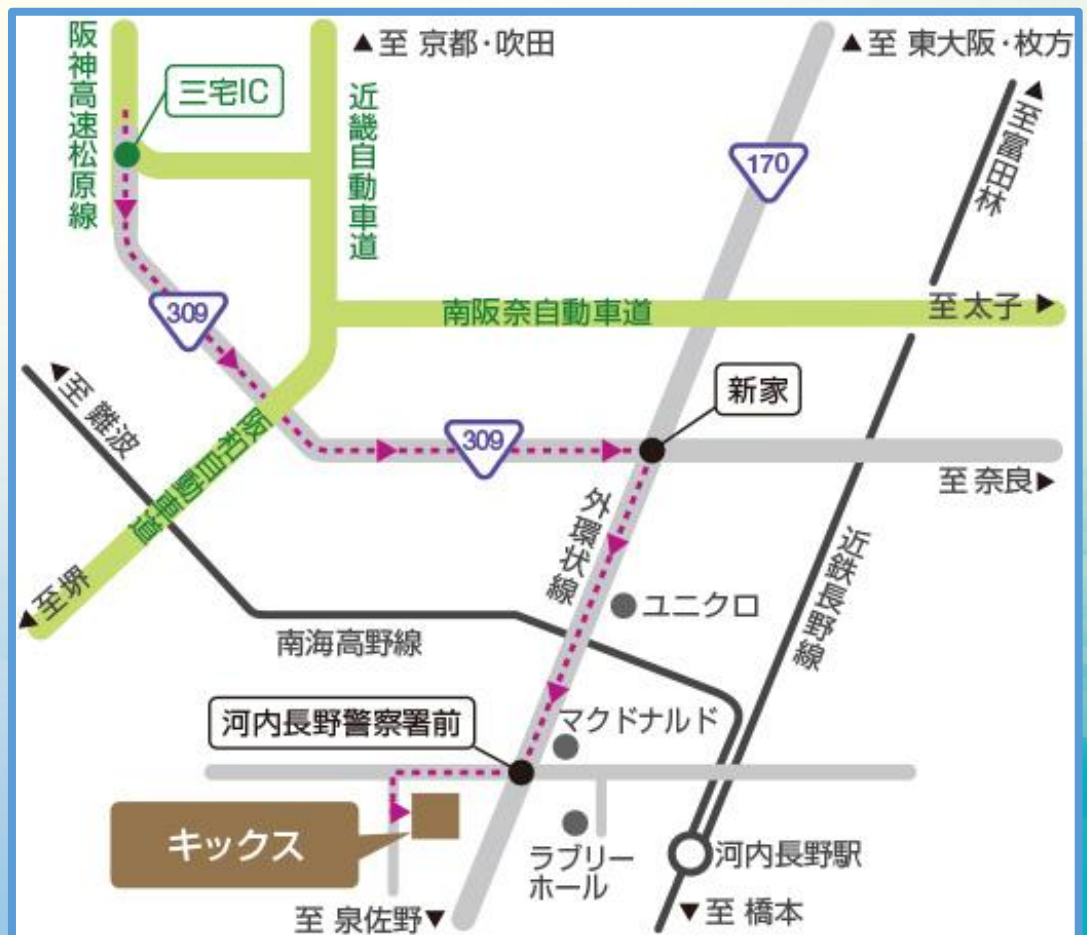 阪神高速松原線
▲至 京都・吹田
▲至 東大阪・枚方
三宅IC
近畿自動車道
170
▲至富田林
309
南阪奈自動車道
至 太子 ▶
▲至 難波
新家
阪和自動車道
309
至 奈良▶
外環状線
近鉄長野線
▲至堺
ユニクロ
南海高野線
マクドナルド
河内長野警察署前
キックス
ラブリー
ホール
河内長野駅
至 泉佐野▼
▼至 橋本